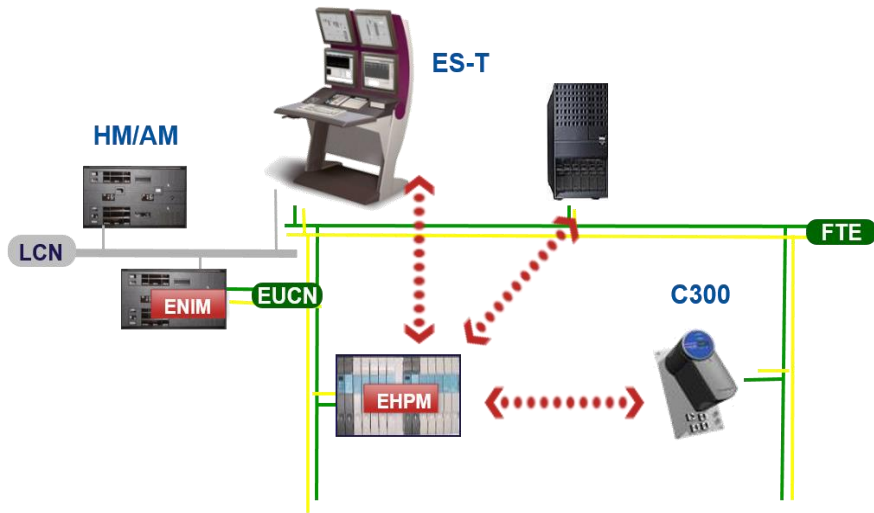 ES-T
HM/AM
FTE
LCN
ENIM
EUCN
C300
EHPM